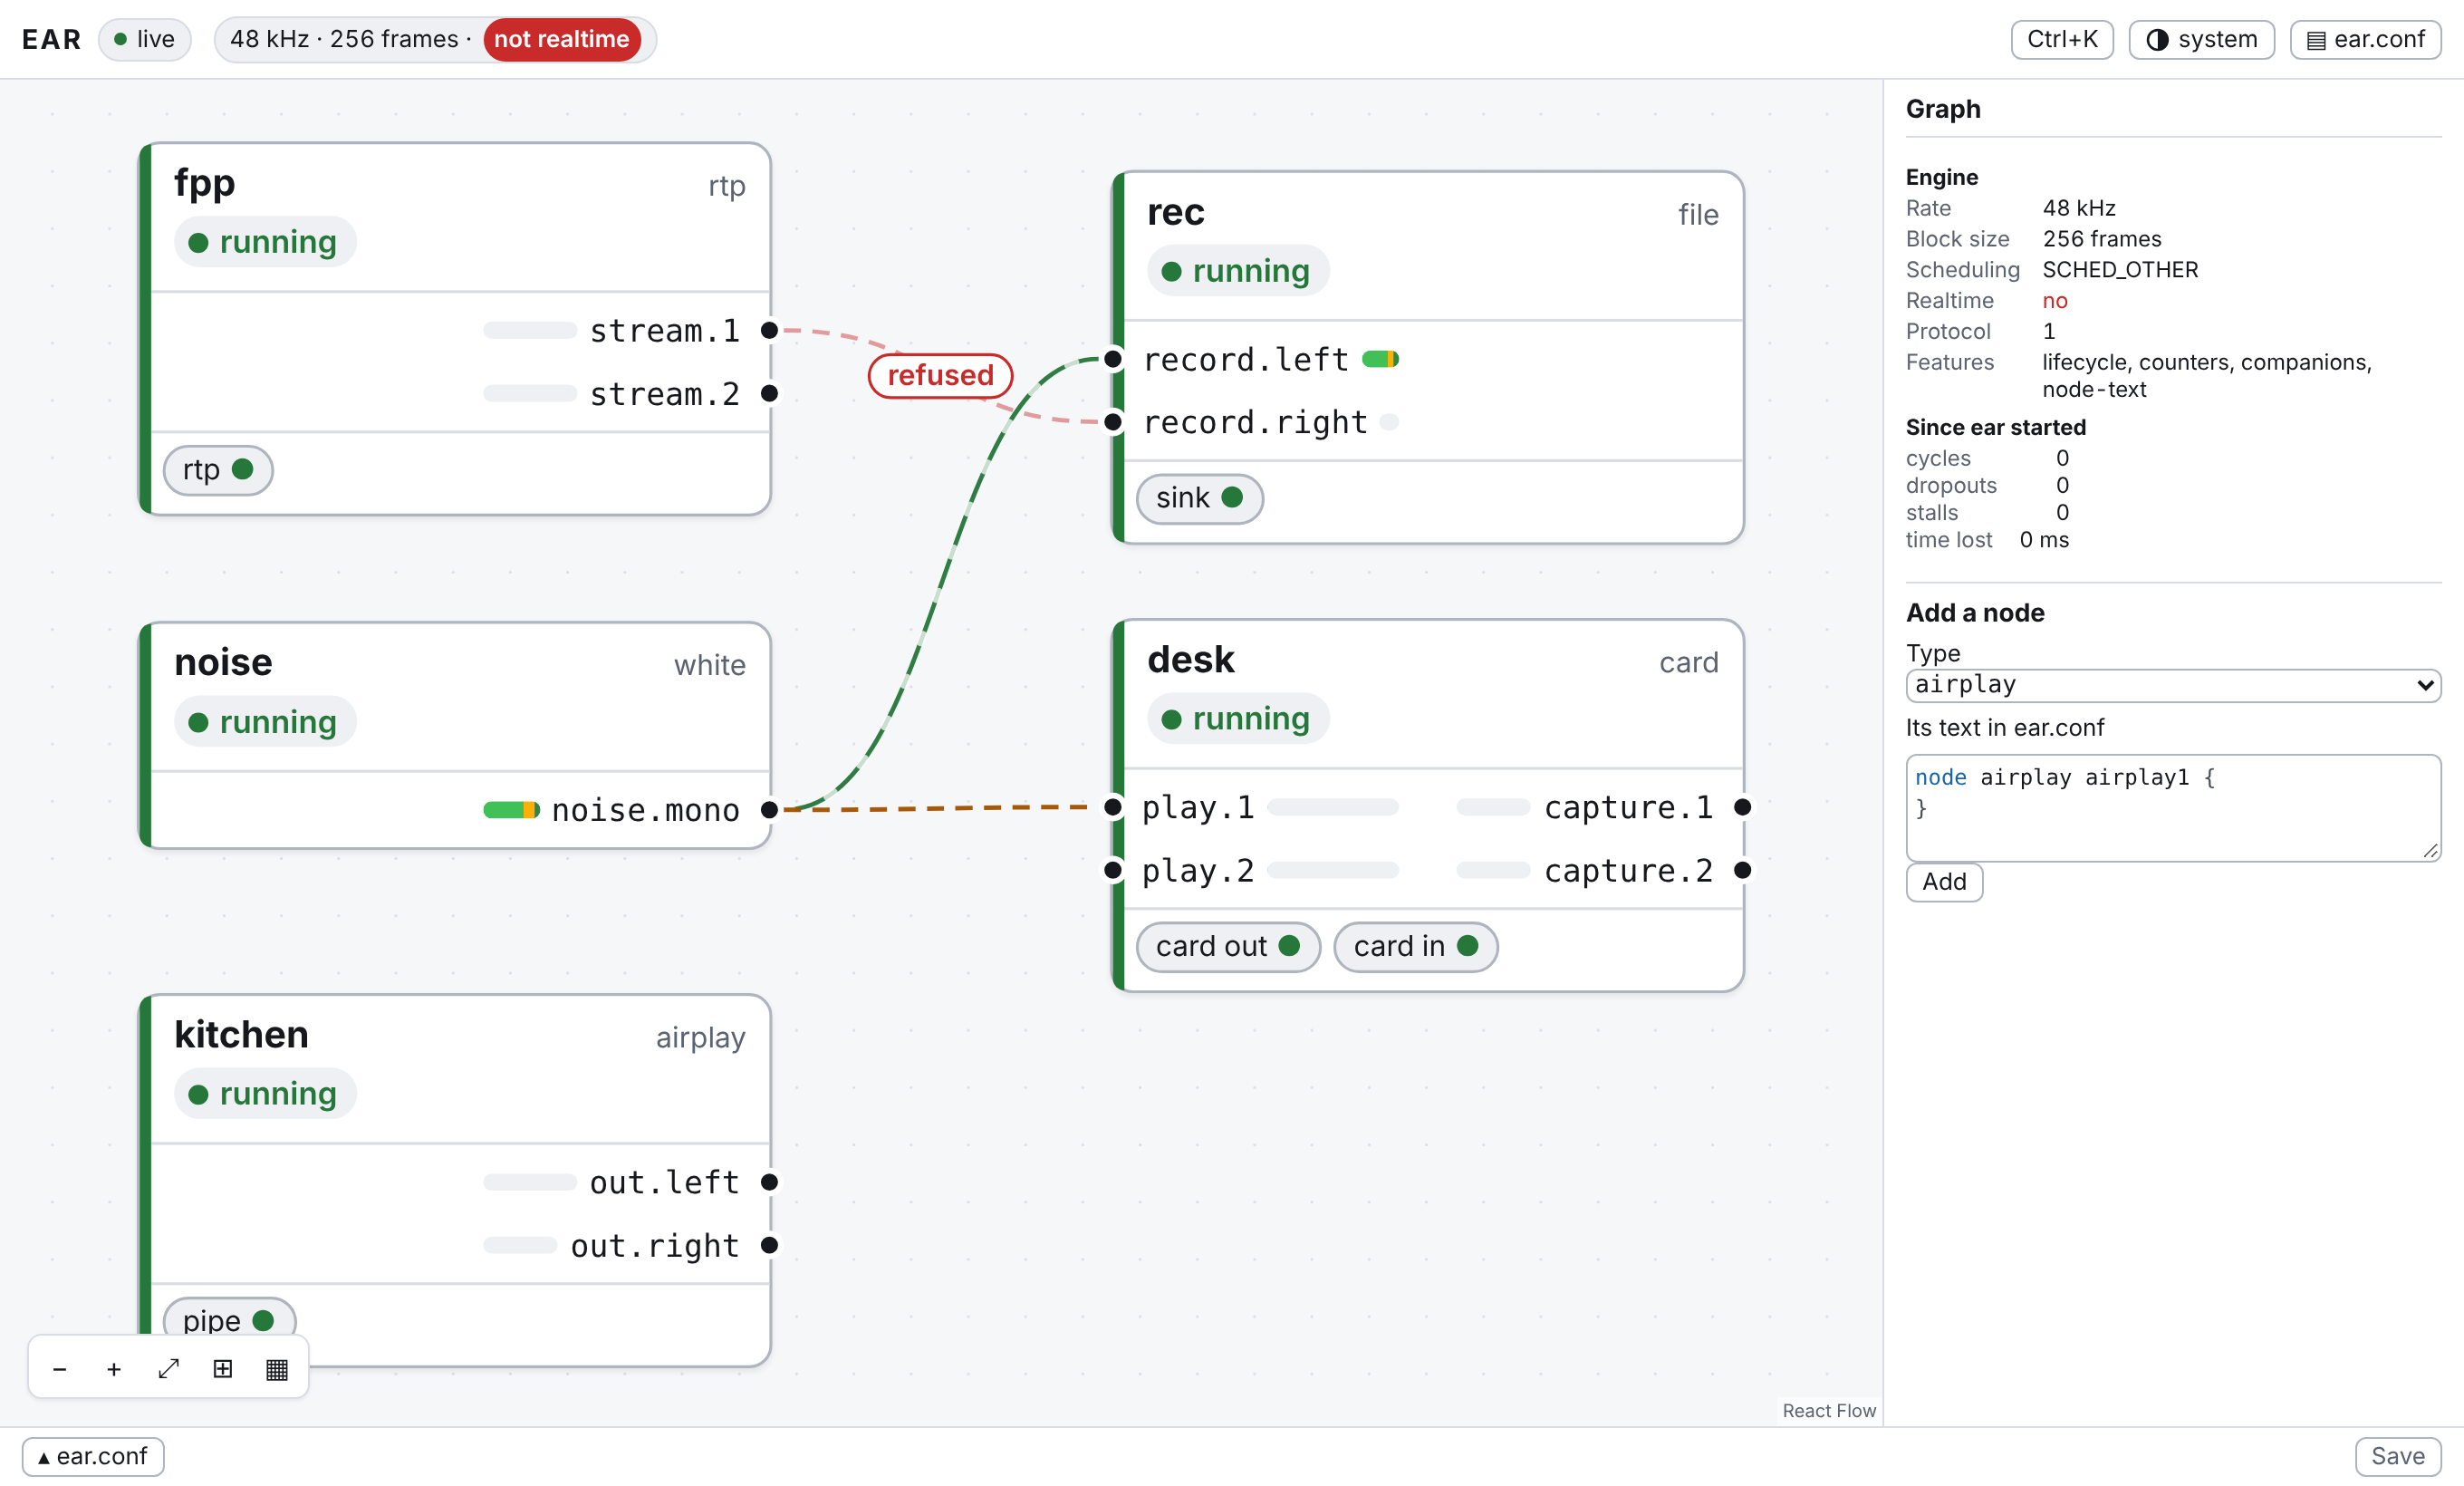 EAR
live
48 kHz · 256 frames · not realtime
Ctrl+K
system
ear.conf
fpp
rtp
running
stream.1
stream.2
rtp
refused
rec
file
running
record.left
record.right
sink
noise
white
running
noise.mono
desk
card
running
play.1
capture.1
play.2
capture.2
card out
card in
kitchen
airplay
running
out.left
out.right
pipe
React Flow
Graph
Engine
Rate 48 kHz
Block size 256 frames
Scheduling SCHED_OTHER
Realtime no
Protocol 1
Features lifecycle, counters, companions,
node-text
Since ear started
cycles 0
dropouts 0
stalls 0
time lost 0 ms
Add a node
Type
airplay
Its text in ear.conf
node airplay airplay1 {
}
Add
▴ ear.conf
Save